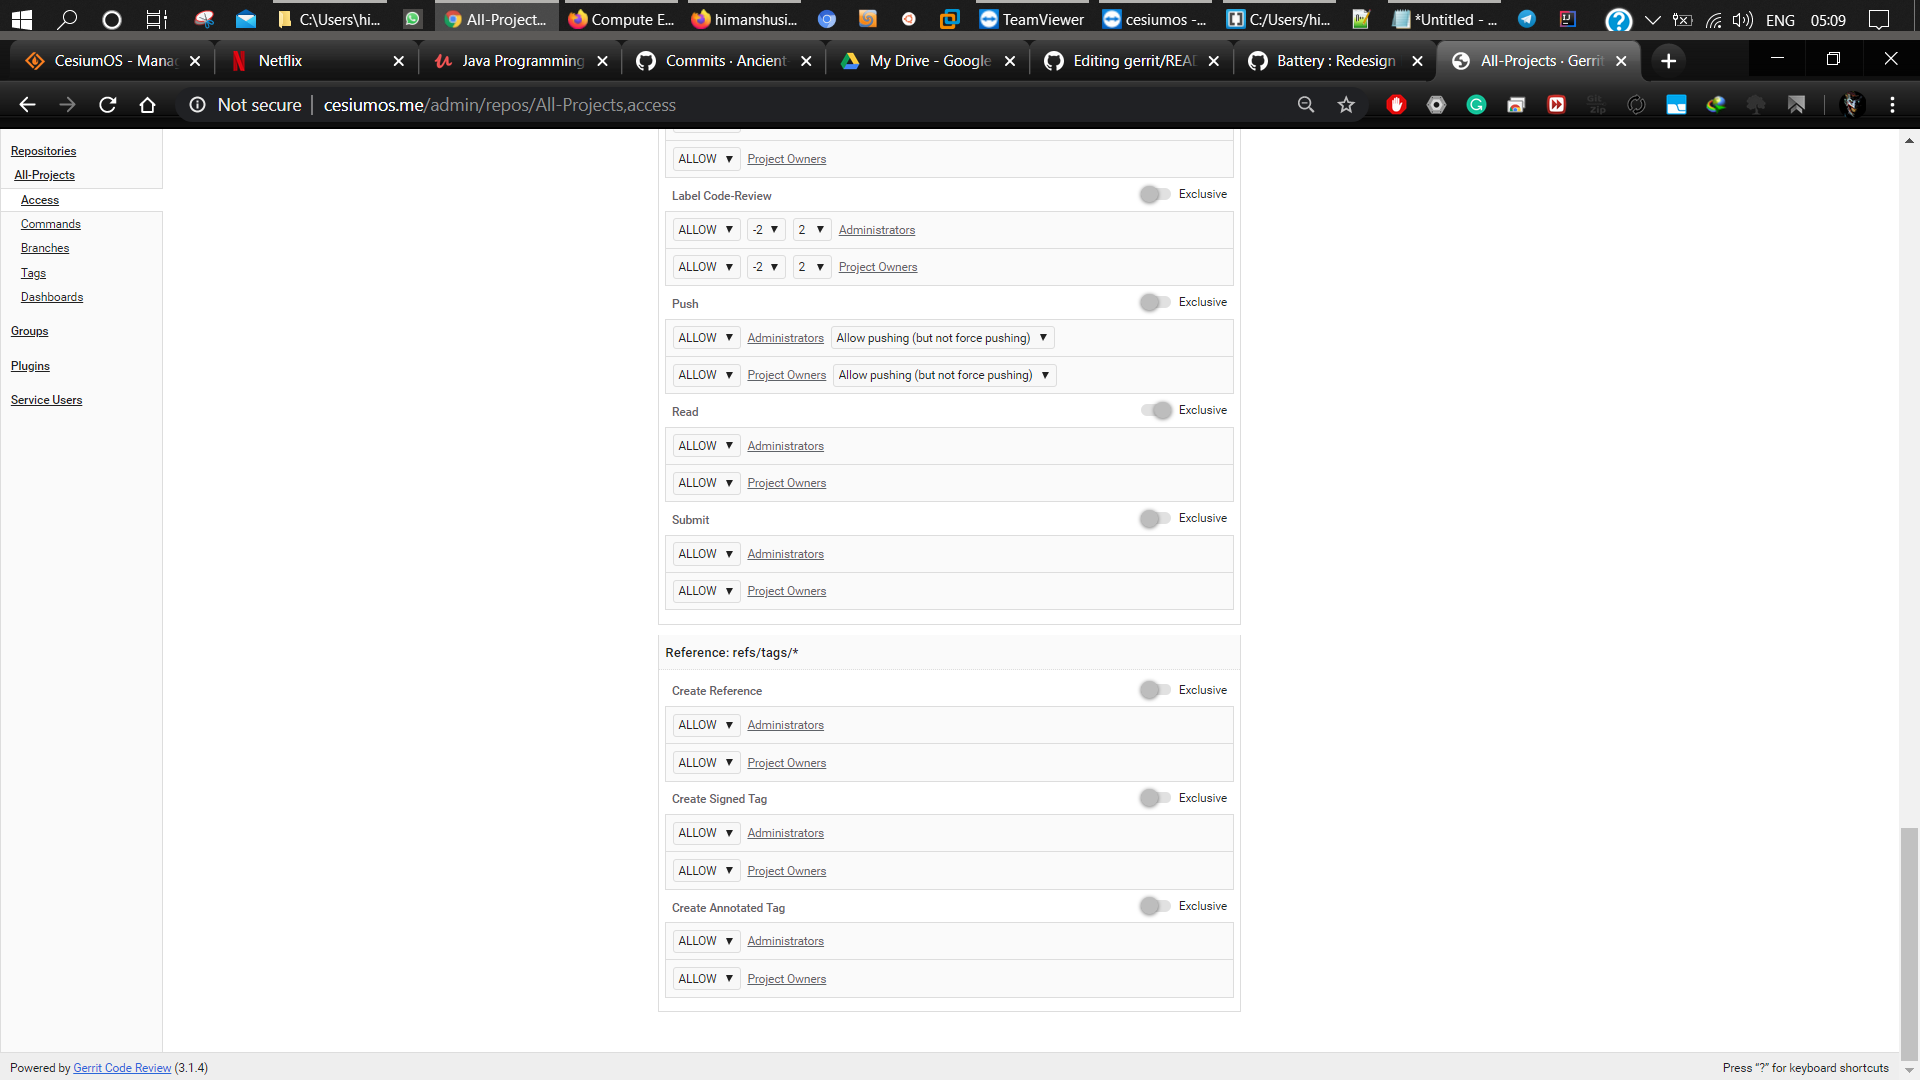 C:\Users\hi...
All-Project...
Compute E...
himanshusi...
TeamViewer
cesiumos -...
C:/Users/hi...
*Untitled - ...
ENG
05:09
CesiumOS - Mana
Netflix
Java Programming
Commits · Ancient
My Drive - Google
Editing gerrit/REA
Battery : Redesign
All-Projects · Gerrit
Not secure
cesiumos.me/admin/repos/All-Projects,access
Repositories
All-Projects
Access
Commands
Branches
Tags
Dashboards
Groups
Plugins
Service Users
ALLOW ▼ Project Owners
Label Code-Review Exclusive
ALLOW ▼ -2 ▼ 2 ▼ Administrators
ALLOW ▼ -2 ▼ 2 ▼ Project Owners
Push Exclusive
ALLOW ▼ Administrators Allow pushing (but not force pushing) ▼
ALLOW ▼ Project Owners Allow pushing (but not force pushing) ▼
Read Exclusive
ALLOW ▼ Administrators
ALLOW ▼ Project Owners
Submit Exclusive
ALLOW ▼ Administrators
ALLOW ▼ Project Owners
Reference: refs/tags/*
Create Reference Exclusive
ALLOW ▼ Administrators
ALLOW ▼ Project Owners
Create Signed Tag Exclusive
ALLOW ▼ Administrators
ALLOW ▼ Project Owners
Create Annotated Tag Exclusive
ALLOW ▼ Administrators
ALLOW ▼ Project Owners
Powered by Gerrit Code Review (3.1.4)
Press “?” for keyboard shortcuts